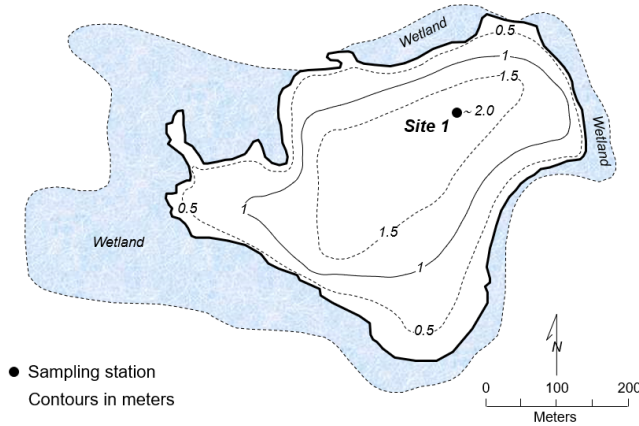 Wetland
0.5
1
1.5
~ 2.0
Site 1
Wetland
0.5
1
1.5
Wetland
1
0.5
N
Sampling station
Contours in meters
0 100 200
Meters